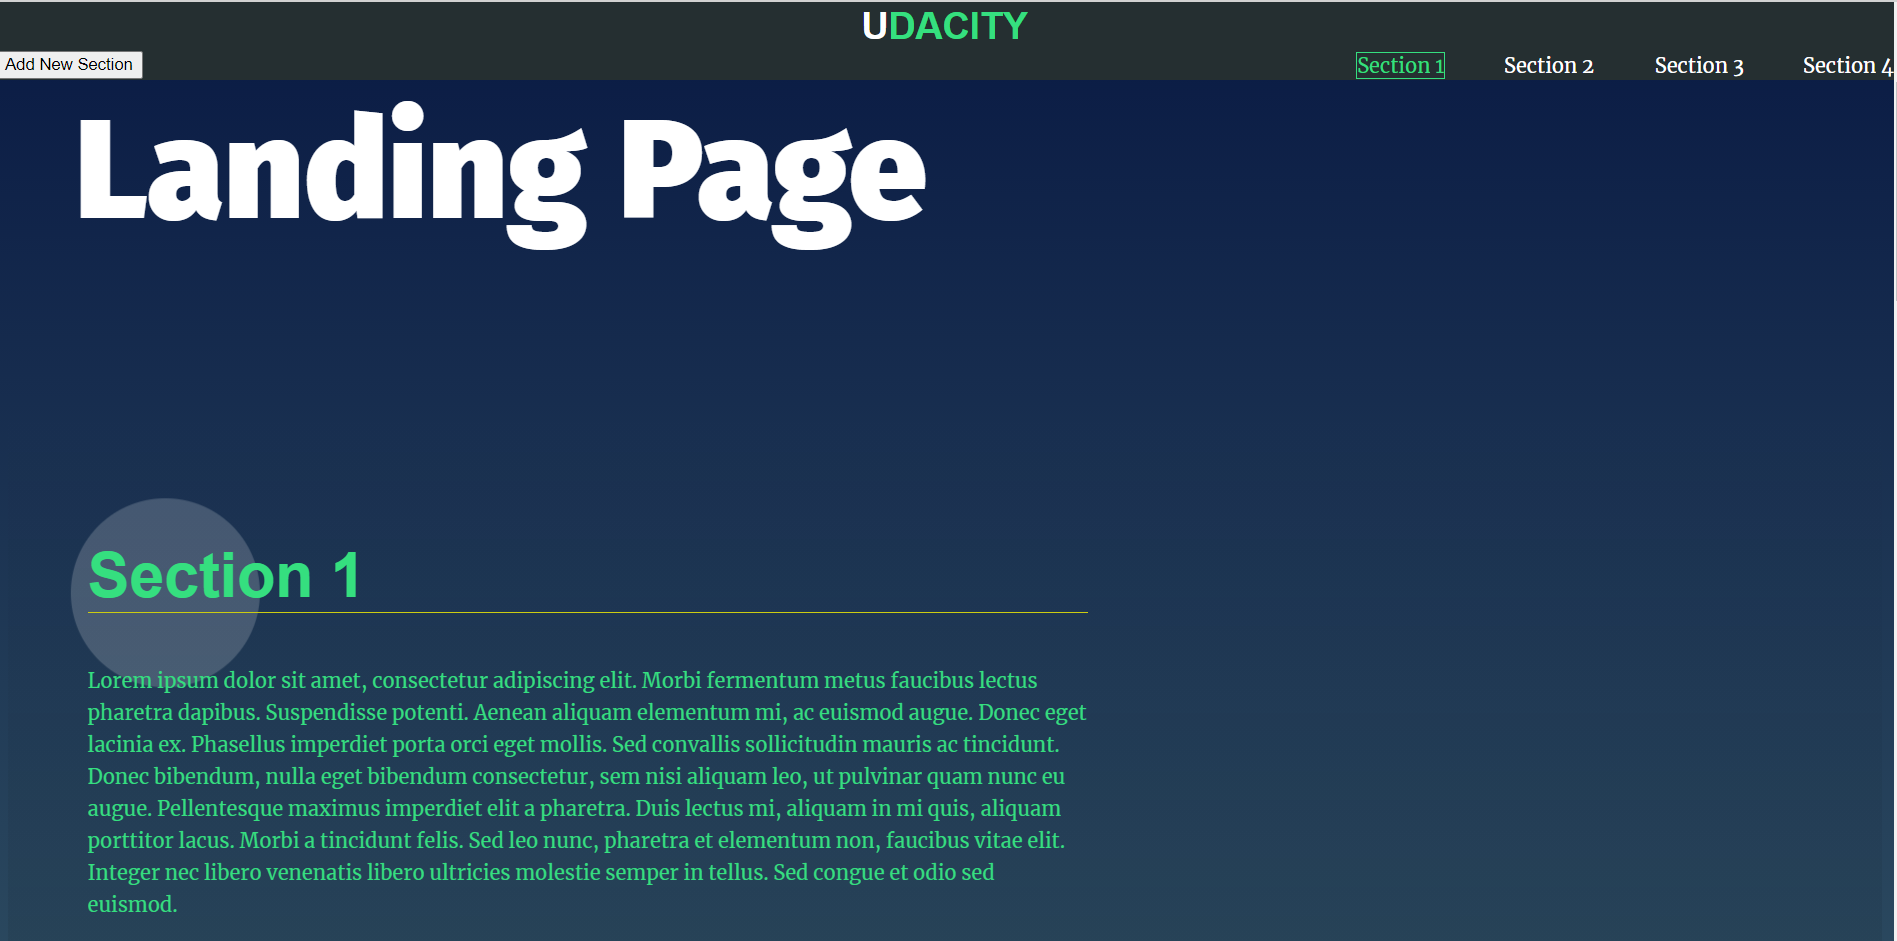 UDACITY
Add New Section
Section 1
Section 2
Section 3
Section 4
Landing Page
Section 1
Lorem ipsum dolor sit amet, consectetur adipiscing elit. Morbi fermentum metus faucibus lectus
pharetra dapibus. Suspendisse potenti. Aenean aliquam elementum mi, ac euismod augue. Donec eget
lacinia ex. Phasellus imperdiet porta orci eget mollis. Sed convallis sollicitudin mauris ac tincidunt.
Donec bibendum, nulla eget bibendum consectetur, sem nisi aliquam leo, ut pulvinar quam nunc eu
augue. Pellentesque maximus imperdiet elit a pharetra. Duis lectus mi, aliquam in mi quis, aliquam
porttitor lacus. Morbi a tincidunt felis. Sed leo nunc, pharetra et elementum non, faucibus vitae elit.
Integer nec libero venenatis libero ultricies molestie semper in tellus. Sed congue et odio sed
euismod.